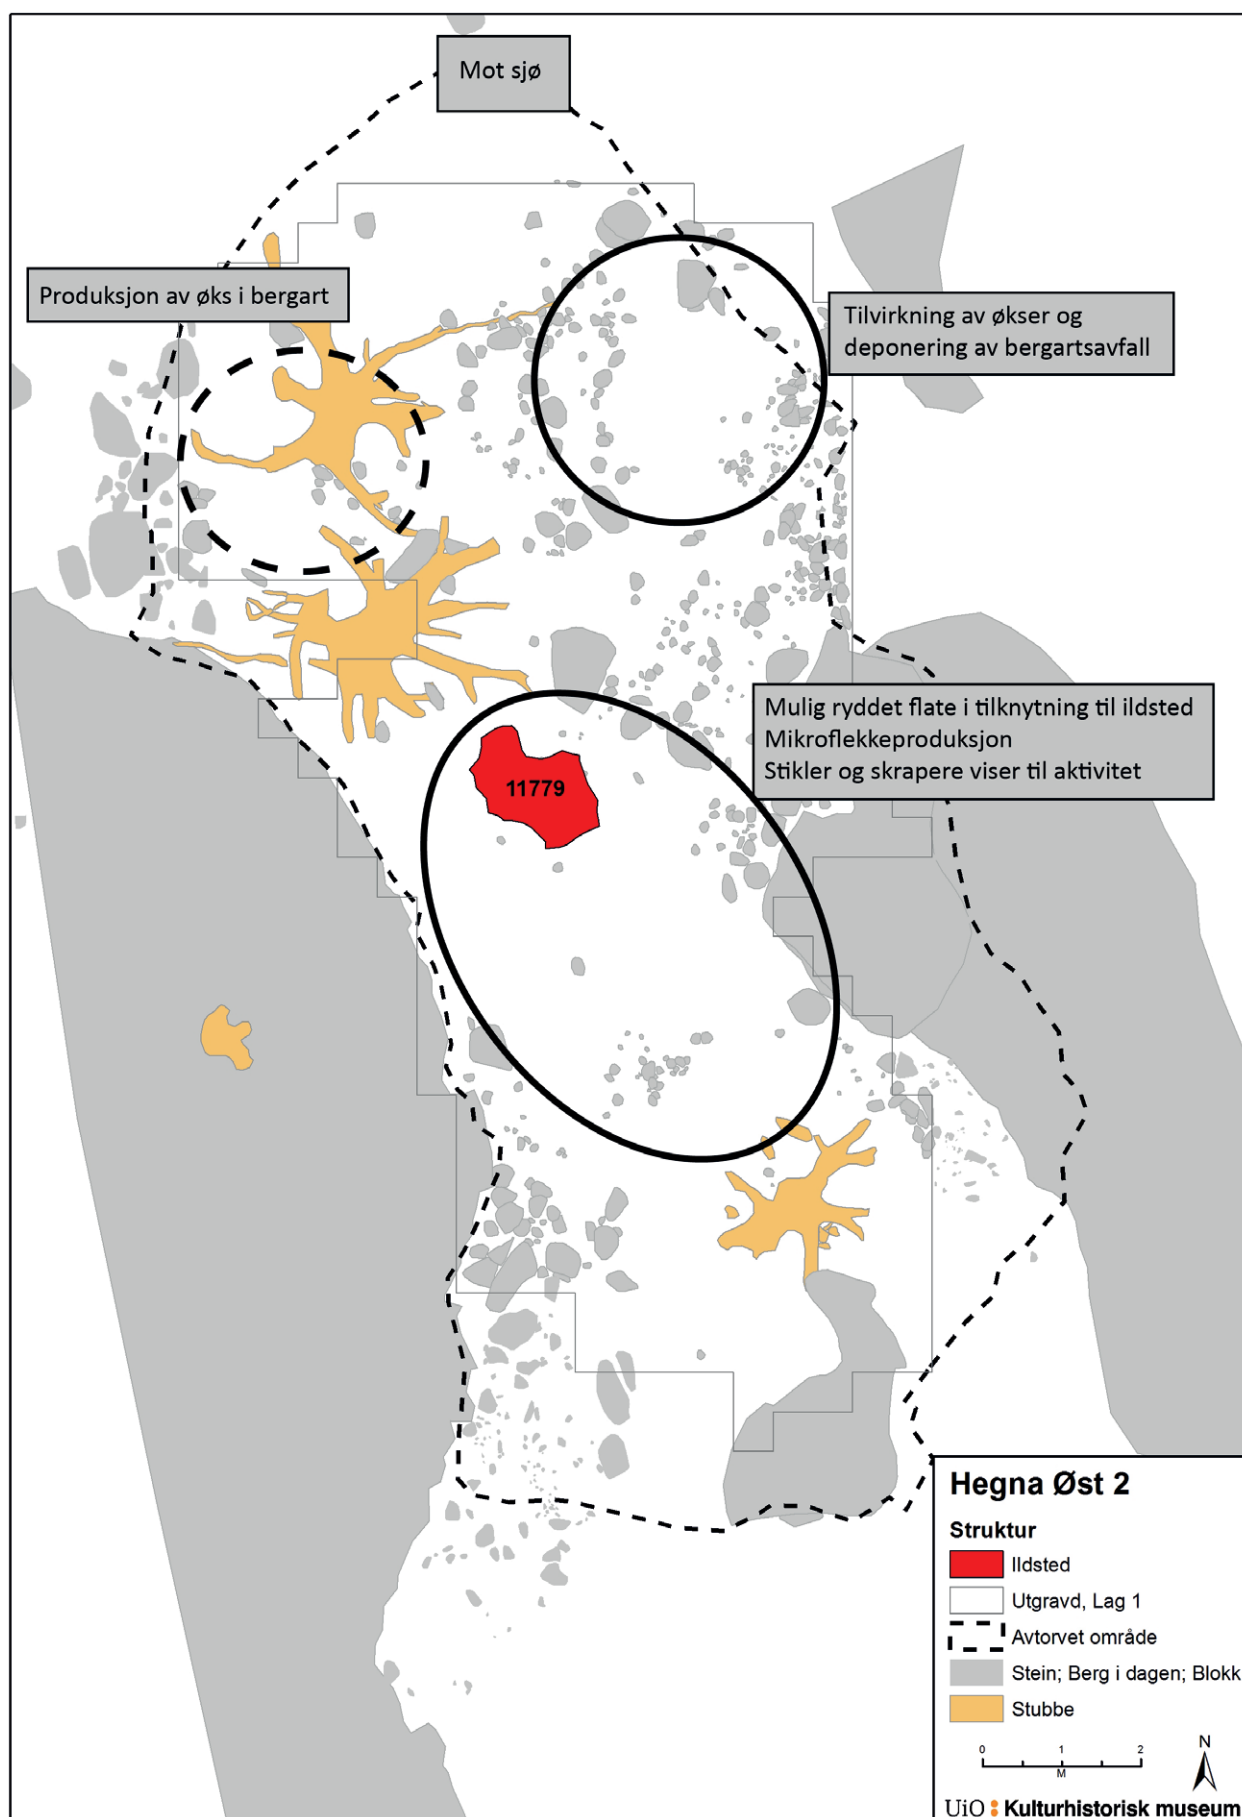 Mot sjø
Produksjon av øks i bergart
Tilvirkning av økser og
deponering av bergartsavfall
Mulig ryddet flate i tilknytning til ildsted
Mikroflekkeproduksjon
Stikler og skrapere viser til aktivitet
11779
Hegna Øst 2
Struktur
Ildsted
Utgravd, Lag 1
Avtorvet område
Stein; Berg i dagen; Blokk
Stubbe
0 1 2
M
N
UiO Kulturhistorisk museum